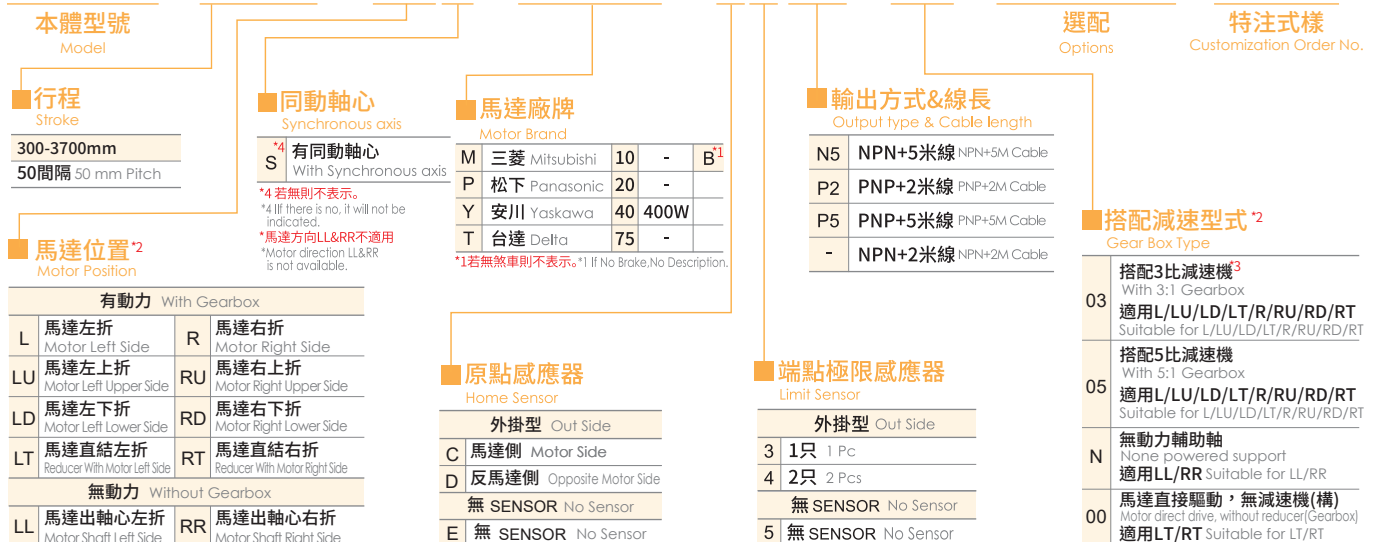 本體型號
Model
選配
Options
特注式樣
Customization Order No.
■行程
Stroke
300-3700mm
50間隔 50 mm Pitch
■同動軸心
Synchronous axis
S*4 有同動軸心
With Synchronous axis
*4 若無則不表示。
*4 IIf there is no, it will not be
indicated.
*馬達方向LL&RR不適用
*Motor direction LL&RR
is not available.
■馬達廠牌
Motor Brand
M 三菱 Mitsubishi 10 - B*1
P 松下 Panasonic 20 -
Y 安川 Yaskawa 40 400W
T 台達 Delta 75 -
*1若無煞車則不表示。*1 If No Brake,No Description.
■輸出方式&線長
Output type & Cable length
N5 NPN+5米線 NPN+5M Cable
P2 PNP+2米線 PNP+2M Cable
P5 PNP+5米線 PNP+5M Cable
- NPN+2米線 NPN+2M Cable
■馬達位置*2
Motor Position
有動力 With Gearbox
L 馬達左折 R 馬達右折
Motor Left Side Motor Right Side
LU 馬達左上折 RU 馬達右上折
Motor Left Upper Side Motor Right Upper Side
LD 馬達左下折 RD 馬達右下折
Motor Left Lower Side Motor Right Lower Side
LT 馬達直結左折 RT 馬達直結右折
Reducer With Motor Left Side Reducer With Motor Right Side
無動力 Without Gearbox
LL 馬達出軸心左折 RR 馬達出軸心右折
Motor Shaft Left Side Motor Shaft Right Side
■原點感應器
Home Sensor
外掛型 Out Side
C 馬達側 Motor Side
D 反馬達側 Opposite Motor Side
無 SENSOR No Sensor
E 無 SENSOR No Sensor
■端點極限感應器
Limit Sensor
外掛型 Out Side
3 1只 1 Pc
4 2只 2 Pcs
無 SENSOR No Sensor
5 無 SENSOR No Sensor
■搭配減速型式 *2
Gear Box Type
03 搭配3比減速機*3
With 3:1 Gearbox
適用L/LU/LD/LT/R/RU/RD/RT
Suitable for L/LU/LD/LT/R/RU/RD/RT
05 搭配5比減速機
With 5:1 Gearbox
適用L/LU/LD/LT/R/RU/RD/RT
Suitable for L/LU/LD/LT/R/RU/RD/RT
N 無動力輔助軸
None powered support
適用LL/RR Suitable for LL/RR
00 馬達直接驅動，無減速機(構)
Motor direct drive, without reducer(Gearbox)
適用LT/RT Suitable for LT/RT